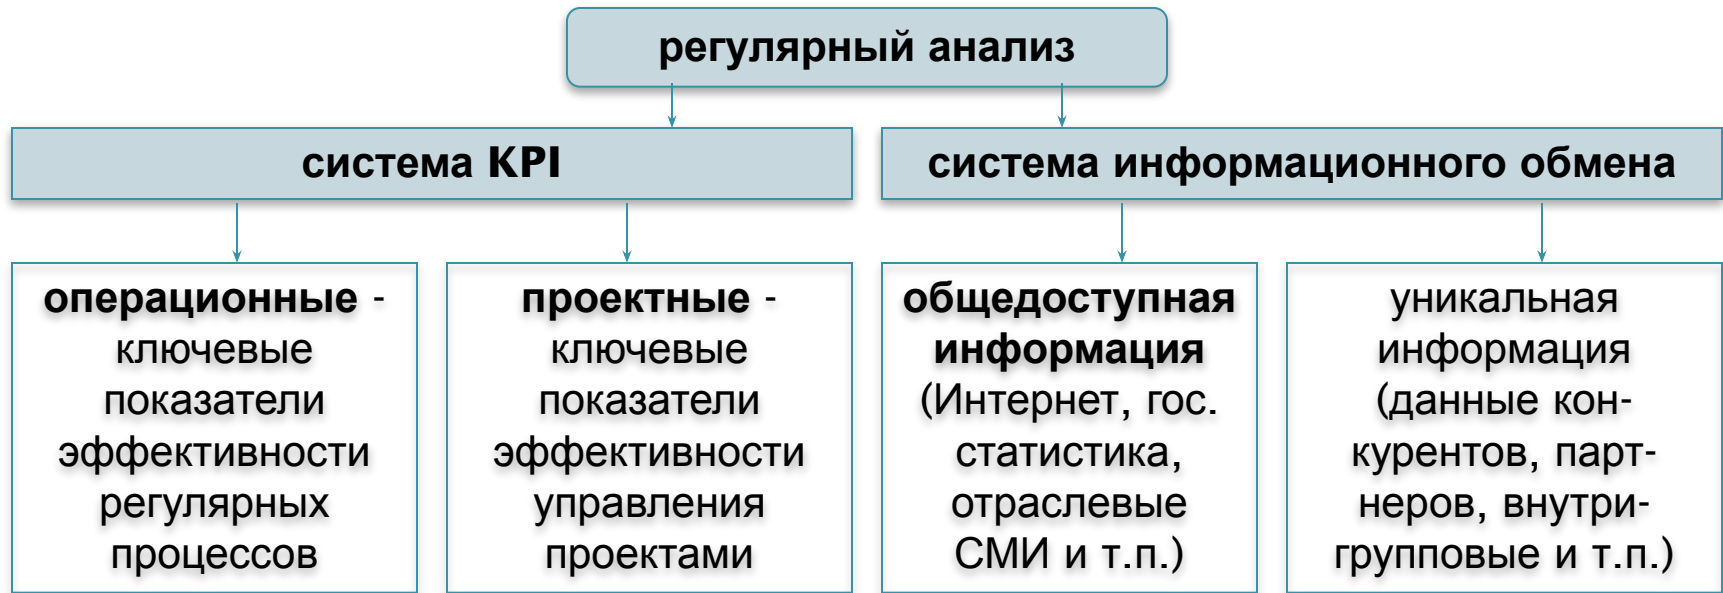 регулярный анализ
система KPI
система информационного обмена
операционные -
ключевые
показатели
эффективности
регулярных
процессов
проектные -
ключевые
показатели
эффективности
управления
проектами
общедоступная
информация
(Интернет, гос.
статистика,
отраслевые
СМИ и т.п.)
уникальная
информация
(данные кон-
курентов, парт-
неров, внутри-
групповые и т.п.)